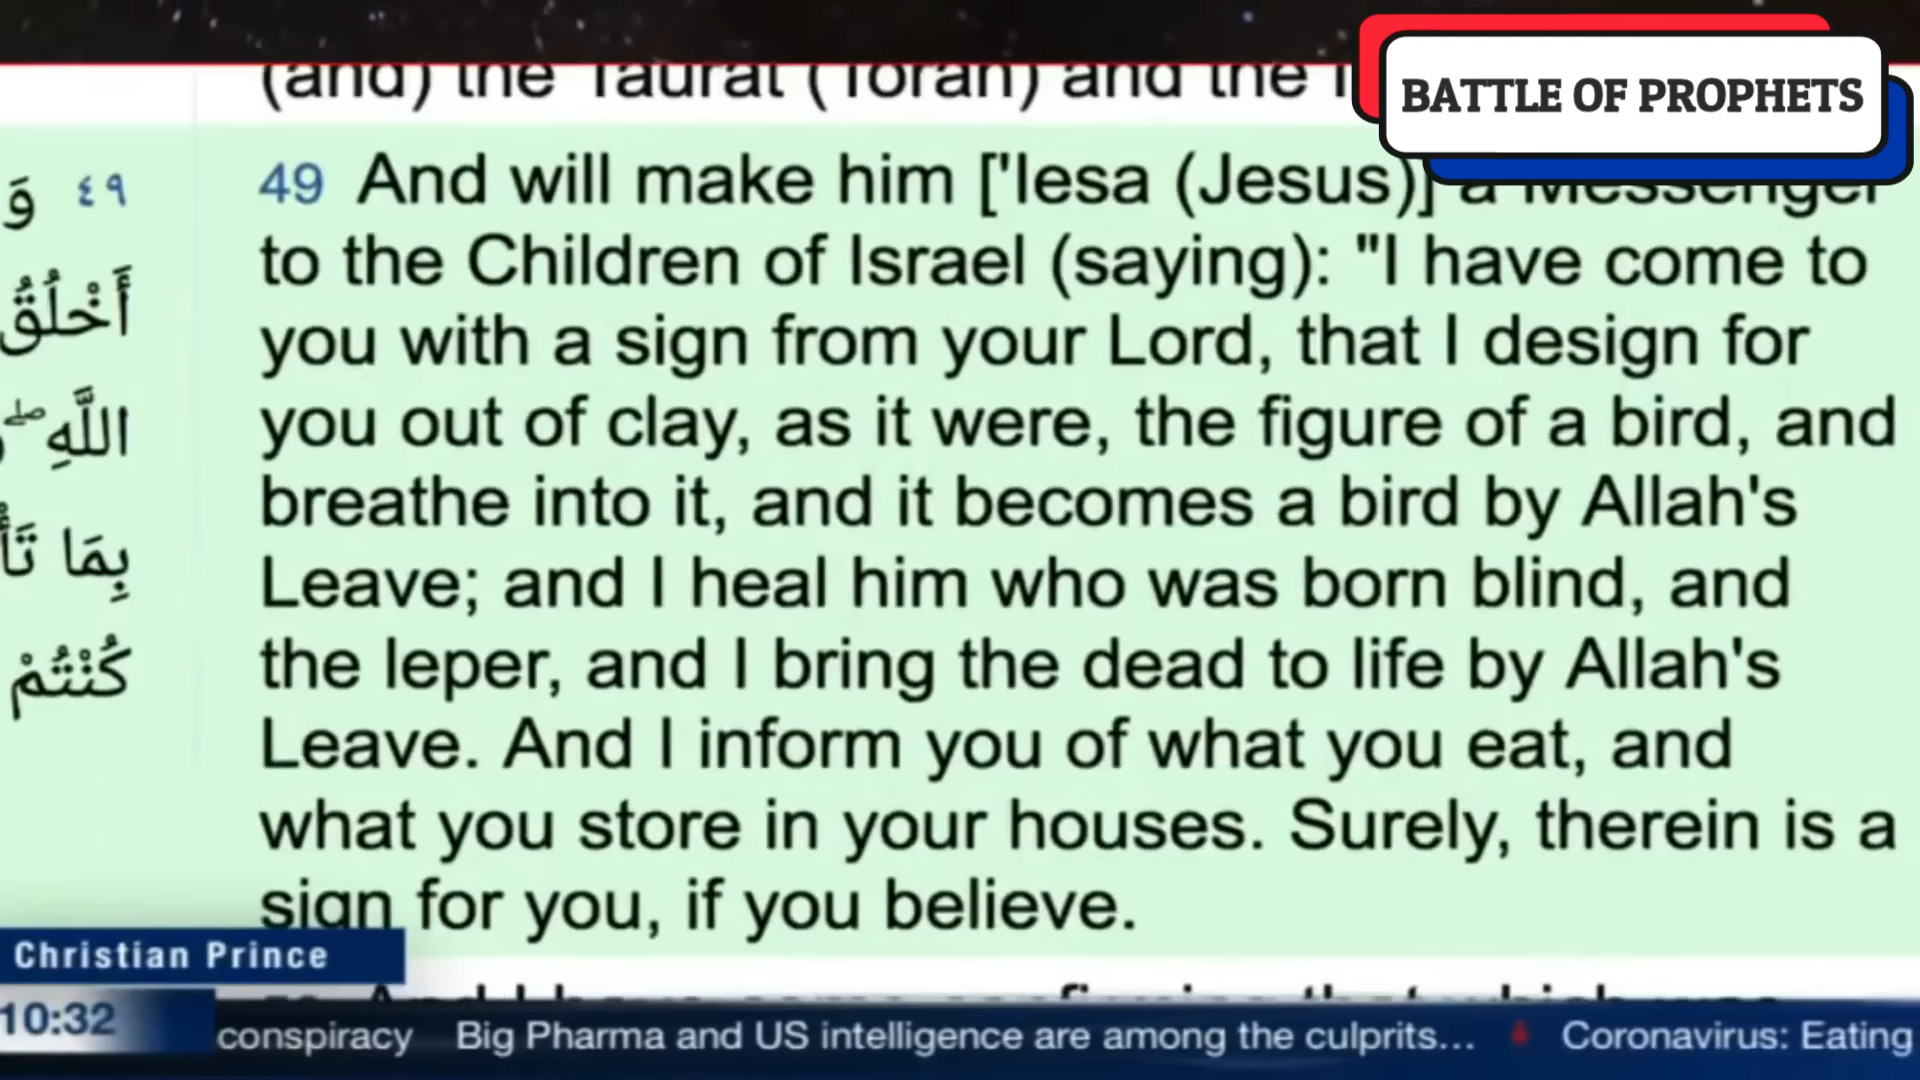 BATTLE OF PROPHETS
(and) the Taurat (Torah) and the
49 And will make him ['Iesa (Jesus)] a Messenger
to the Children of Israel (saying): "I have come to
you with a sign from your Lord, that I design for
you out of clay, as it were, the figure of a bird, and
breathe into it, and it becomes a bird by Allah's
Leave; and I heal him who was born blind, and
the leper, and I bring the dead to life by Allah's
Leave. And I inform you of what you eat, and
what you store in your houses. Surely, therein is a
sign for you, if you believe.
٤٩
أَخْلُقُ
اللَّهِ ۖ
بِمَا
كُنْتُمْ
Christian Prince
10:32
conspiracy Big Pharma and US intelligence are among the culprits... Coronavirus: Eating